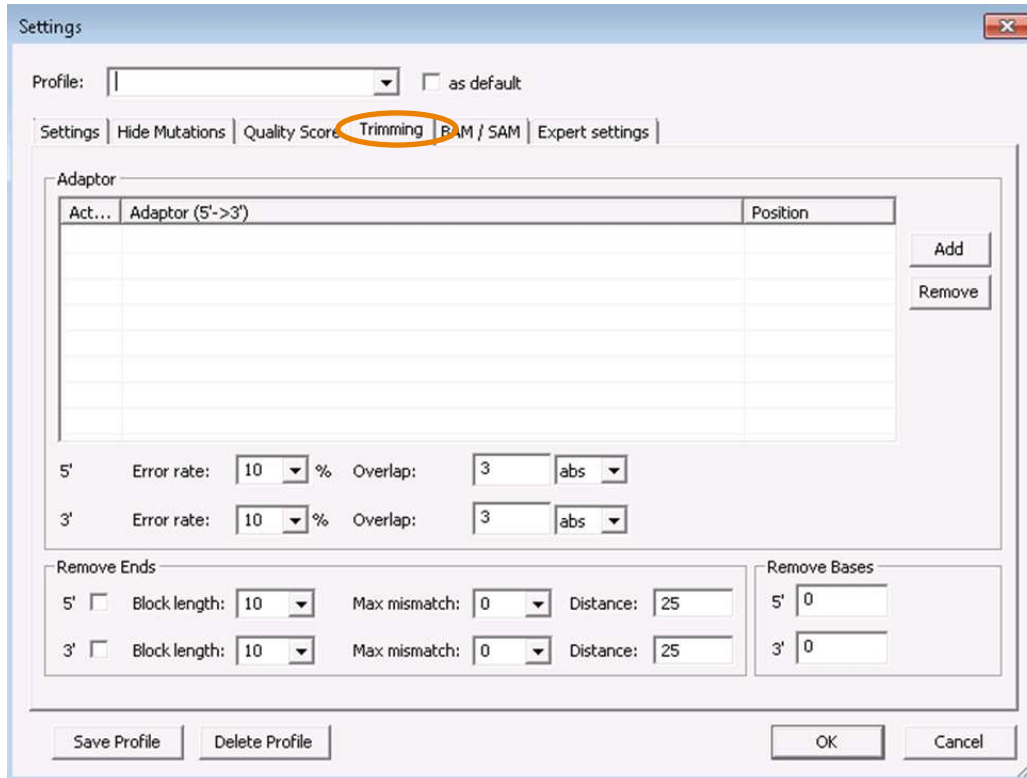 Settings
Profile: as default
Settings Hide Mutations Quality Score Trimming BAM / SAM Expert settings
Adaptor
Act... Adaptor (5'->3') Position
Add
Remove
5' Error rate: 10 % Overlap: 3 abs
3' Error rate: 10 % Overlap: 3 abs
Remove Ends Remove Bases
5' Block length: 10 Max mismatch: 0 Distance: 25 5' 0
3' Block length: 10 Max mismatch: 0 Distance: 25 3' 0
Save Profile Delete Profile OK Cancel